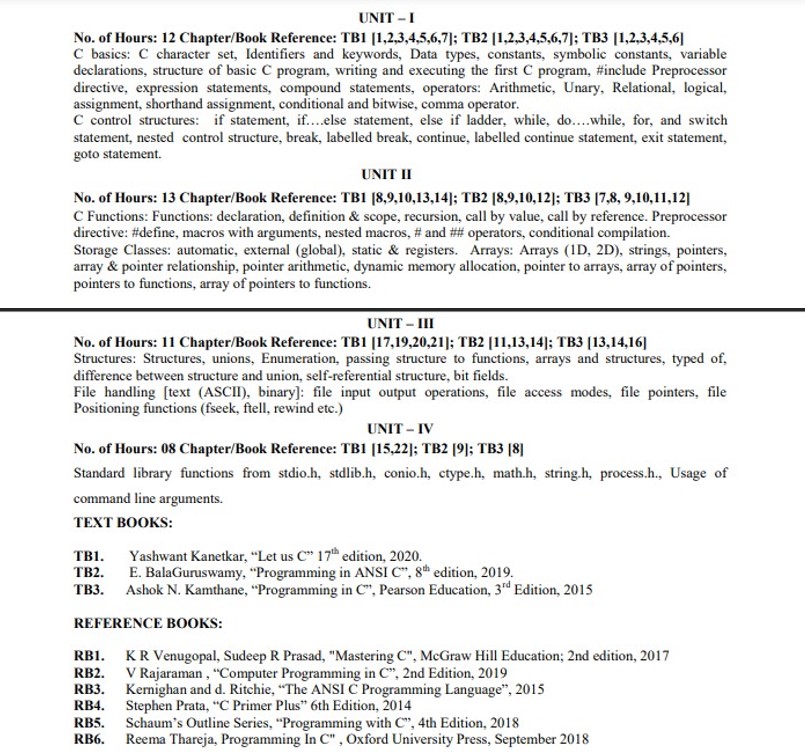 UNIT – I
No. of Hours: 12 Chapter/Book Reference: TB1 [1,2,3,4,5,6,7]; TB2 [1,2,3,4,5,6,7]; TB3 [1,2,3,4,5,6]
C basics: C character set, Identifiers and keywords, Data types, constants, symbolic constants, variable
declarations, structure of basic C program, writing and executing the first C program, #include Preprocessor
directive, expression statements, compound statements, operators: Arithmetic, Unary, Relational, logical,
assignment, shorthand assignment, conditional and bitwise, comma operator.
C control structures: if statement, if….else statement, else if ladder, while, do….while, for, and switch
statement, nested control structure, break, labelled break, continue, labelled continue statement, exit statement,
goto statement.
UNIT II
No. of Hours: 13 Chapter/Book Reference: TB1 [8,9,10,13,14]; TB2 [8,9,10,12]; TB3 [7,8, 9,10,11,12]
C Functions: Functions: declaration, definition & scope, recursion, call by value, call by reference. Preprocessor
directive: #define, macros with arguments, nested macros, # and ## operators, conditional compilation.
Storage Classes: automatic, external (global), static & registers. Arrays: Arrays (1D, 2D), strings, pointers,
array & pointer relationship, pointer arithmetic, dynamic memory allocation, pointer to arrays, array of pointers,
pointers to functions, array of pointers to functions.
UNIT – III
No. of Hours: 11 Chapter/Book Reference: TB1 [17,19,20,21]; TB2 [11,13,14]; TB3 [13,14,16]
Structures: Structures, unions, Enumeration, passing structure to functions, arrays and structures, typed of,
difference between structure and union, self-referential structure, bit fields.
File handling [text (ASCII), binary]: file input output operations, file access modes, file pointers, file
Positioning functions (fseek, ftell, rewind etc.)
UNIT – IV
No. of Hours: 08 Chapter/Book Reference: TB1 [15,22]; TB2 [9]; TB3 [8]
Standard library functions from stdio.h, stdlib.h, conio.h, ctype.h, math.h, string.h, process.h., Usage of
command line arguments.
TEXT BOOKS:
TB1. Yashwant Kanetkar, “Let us C” 17th edition, 2020.
TB2. E. BalaGuruswamy, “Programming in ANSI C”, 8th edition, 2019.
TB3. Ashok N. Kamthane, “Programming in C”, Pearson Education, 3rd Edition, 2015
REFERENCE BOOKS:
RB1. K R Venugopal, Sudeep R Prasad, "Mastering C", McGraw Hill Education; 2nd edition, 2017
RB2. V Rajaraman , “Computer Programming in C”, 2nd Edition, 2019
RB3. Kernighan and d. Ritchie, “The ANSI C Programming Language”, 2015
RB4. Stephen Prata, “C Primer Plus” 6th Edition, 2014
RB5. Schaum’s Outline Series, “Programming with C”, 4th Edition, 2018
RB6. Reema Thareja, Programming In C" , Oxford University Press, September 2018